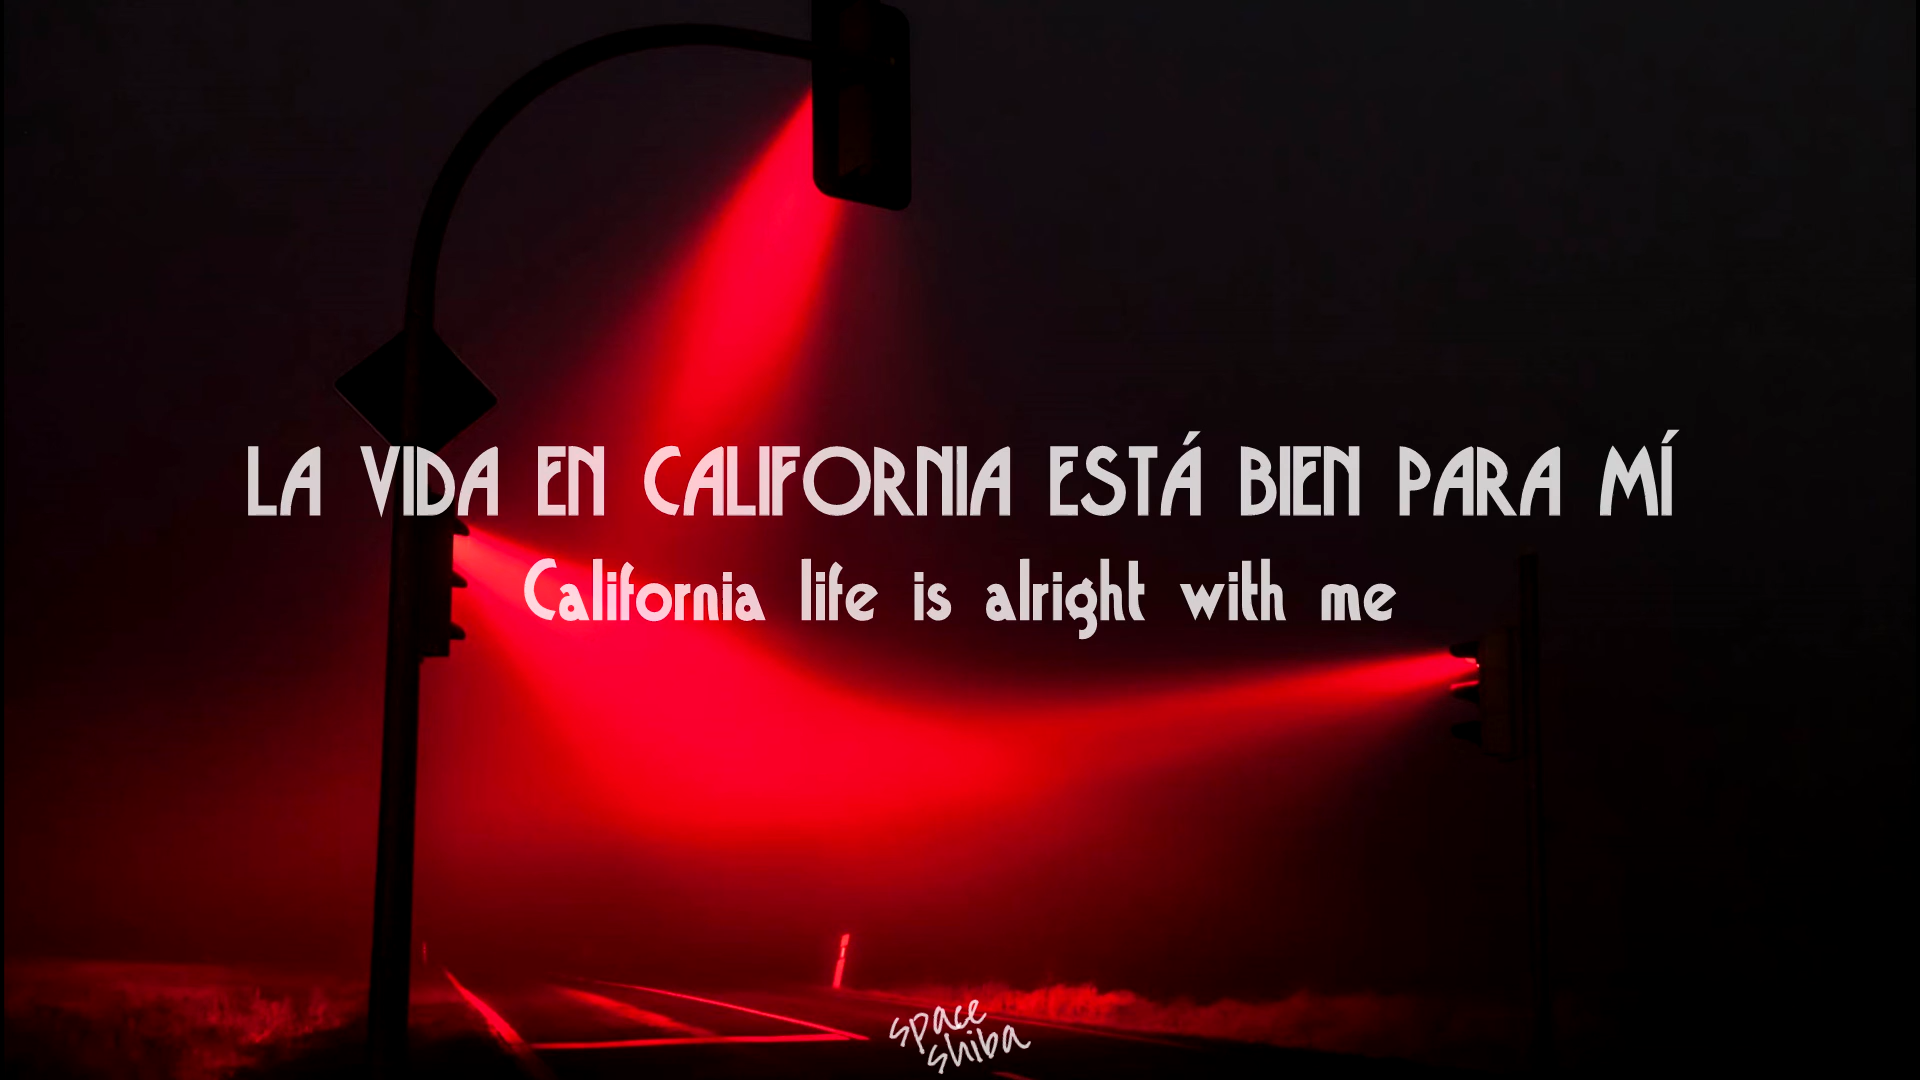 LA VIDA EN CALIFORNIA ESTÁ BIEN PARA MÍ
California life is alright with me
space
shiba